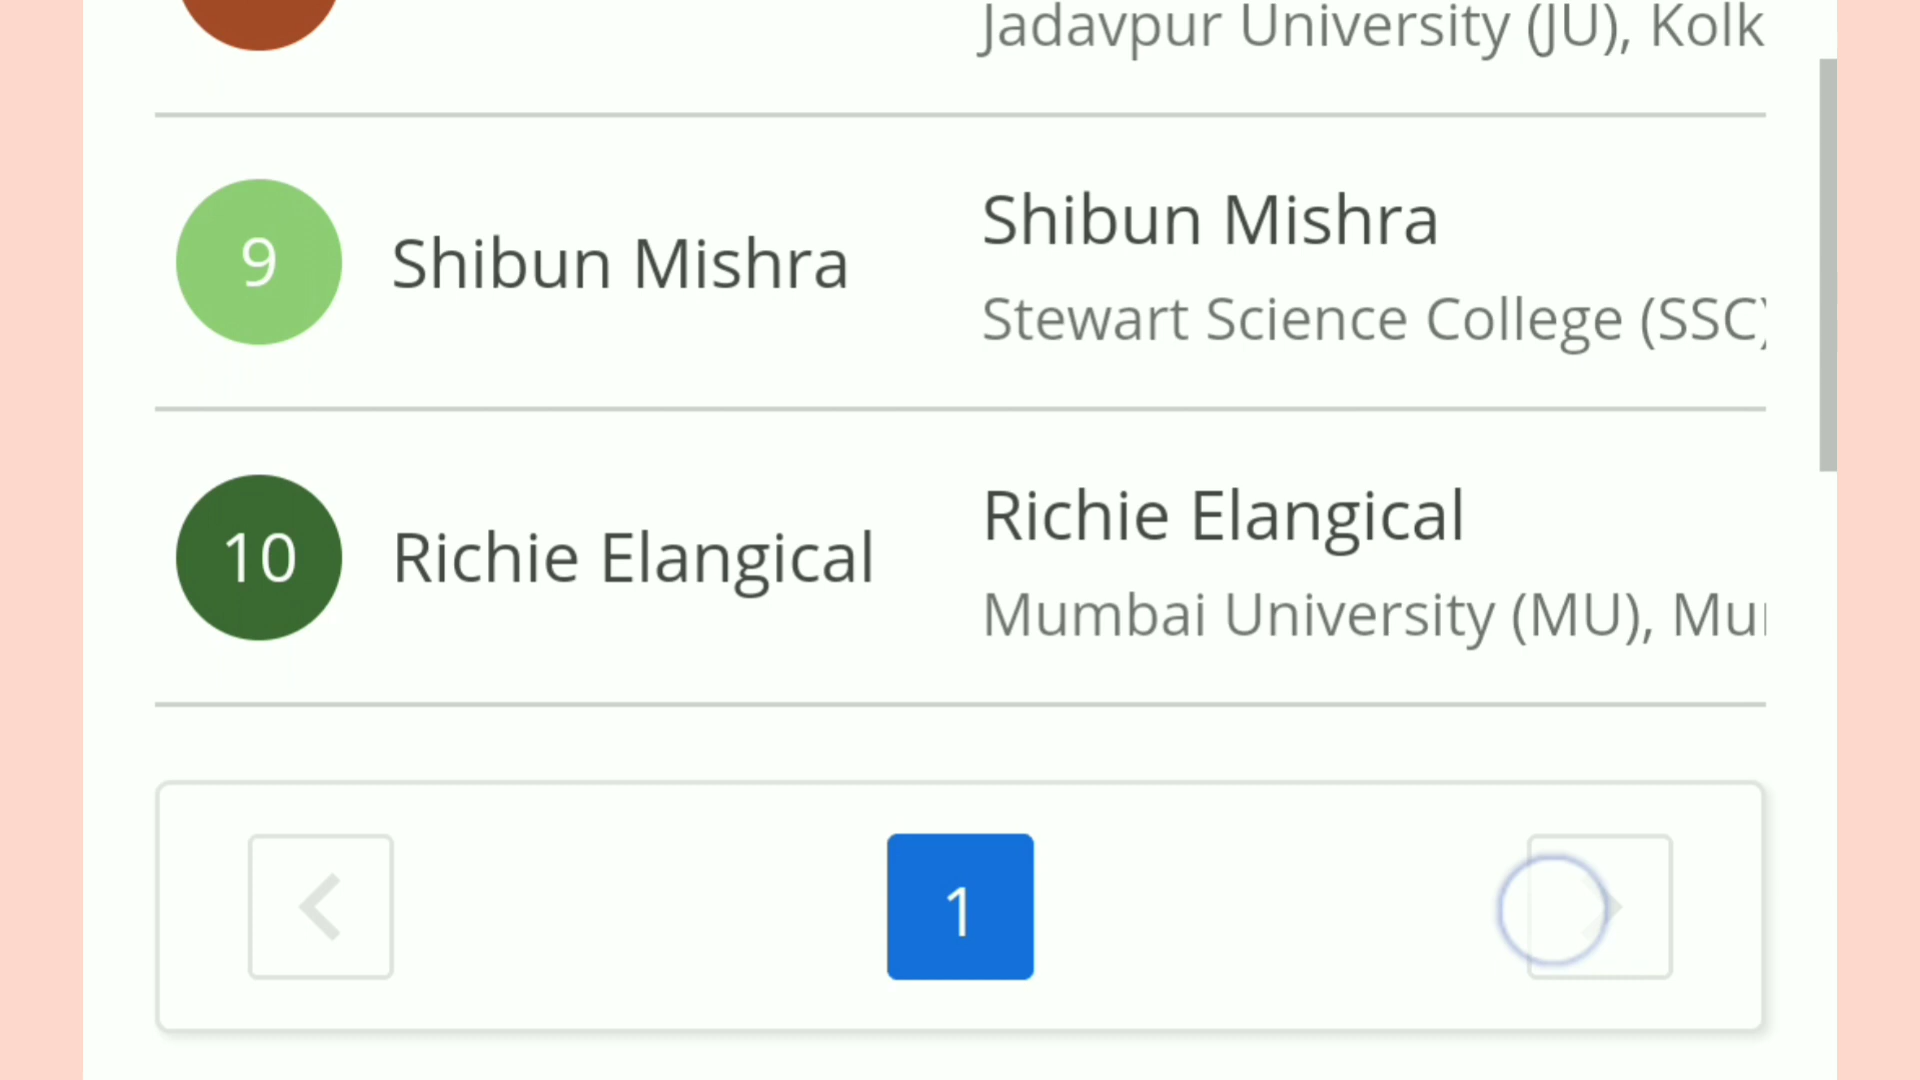 Jadavpur University (JU), Kolk
9
Shibun Mishra
Shibun Mishra
Stewart Science College (SSC)
10
Richie Elangical
Richie Elangical
Mumbai University (MU), Mu
1